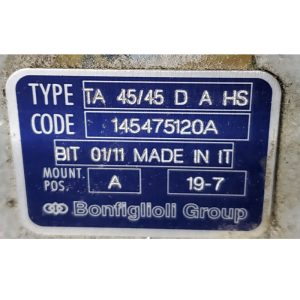 TYPE TA 45/45 D A HS
CODE 145475120A
BIT 01/11 MADE IN IT
MOUNT. POS. A 19-7
Bonfiglioli Group